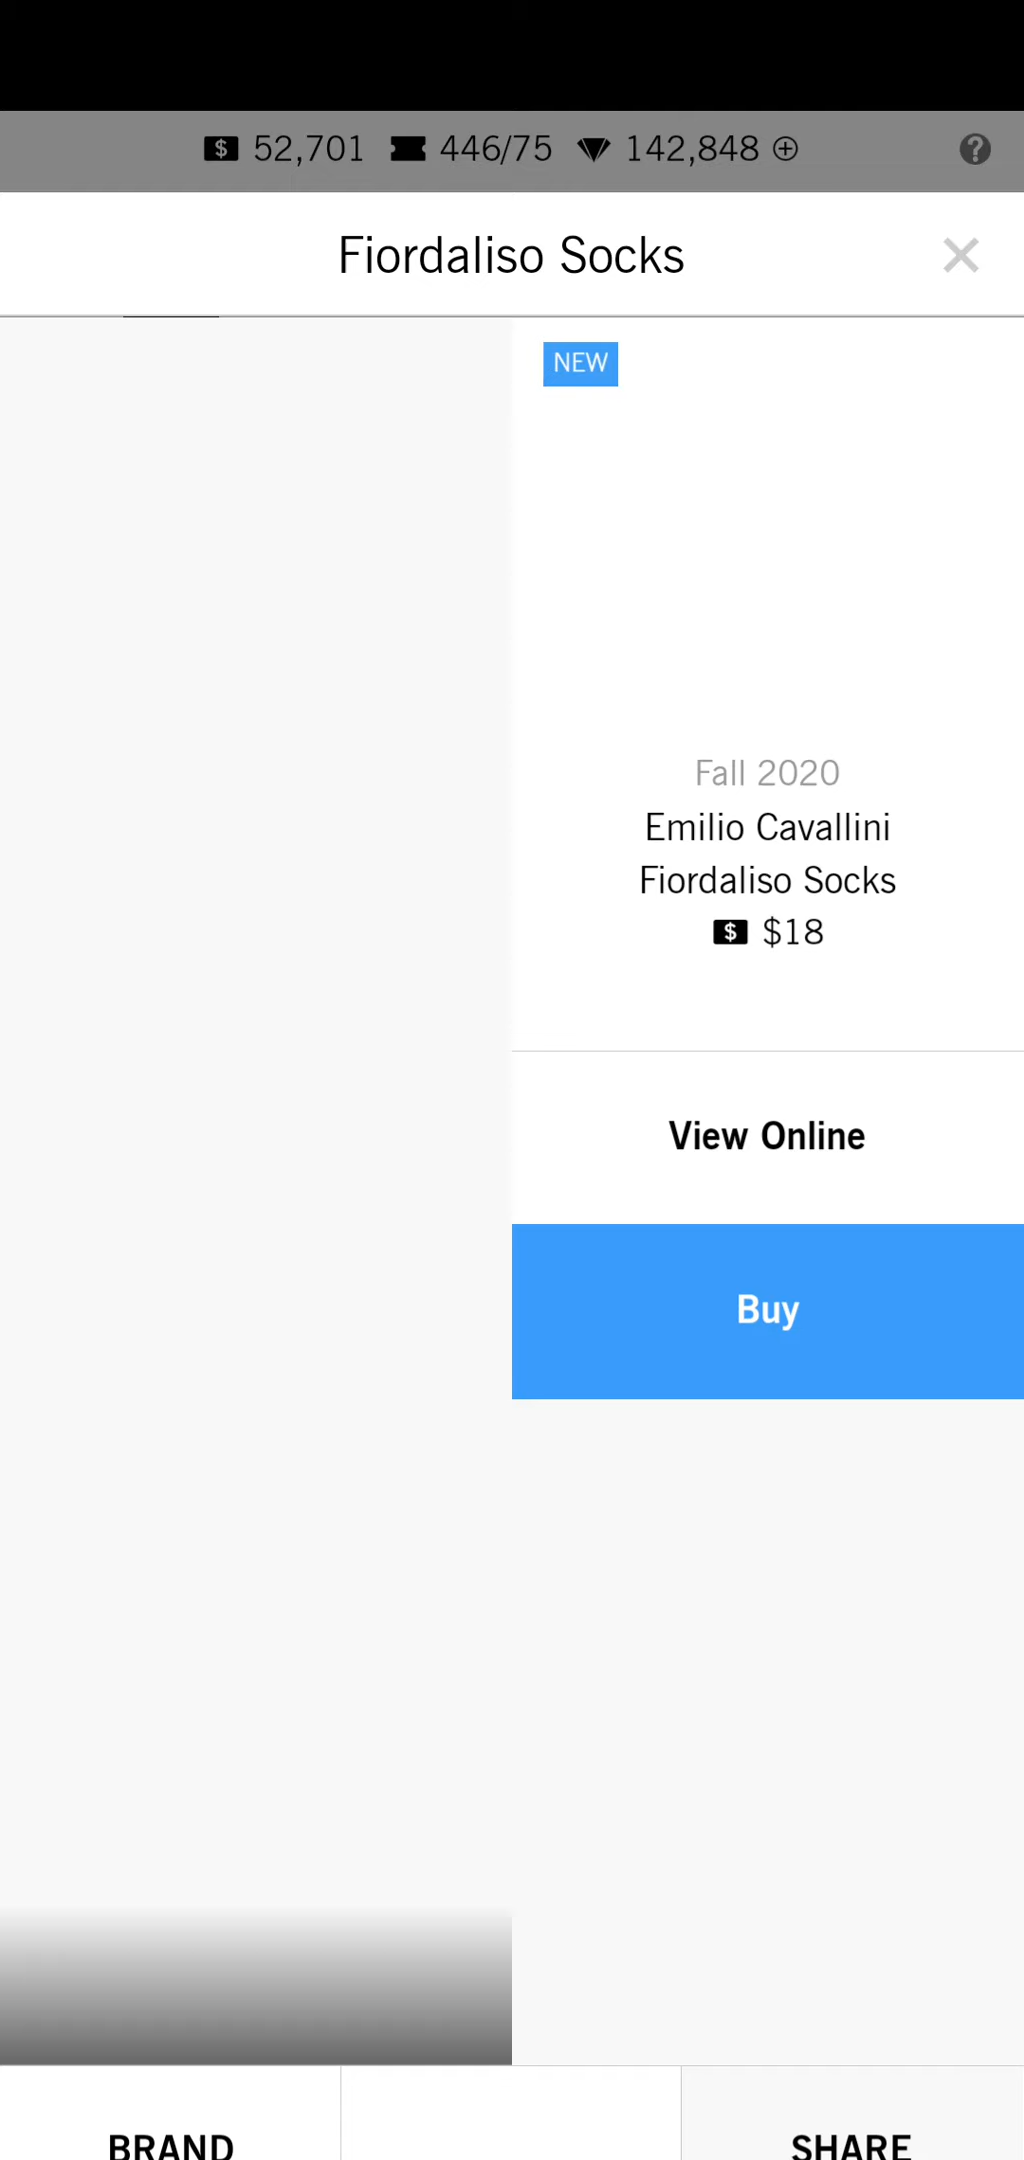 $ 52,701 446/75 142,848
Fiordaliso Socks
NEW
Fall 2020
Emilio Cavallini
Fiordaliso Socks
$ $18
View Online
Buy
BRAND
SHARE